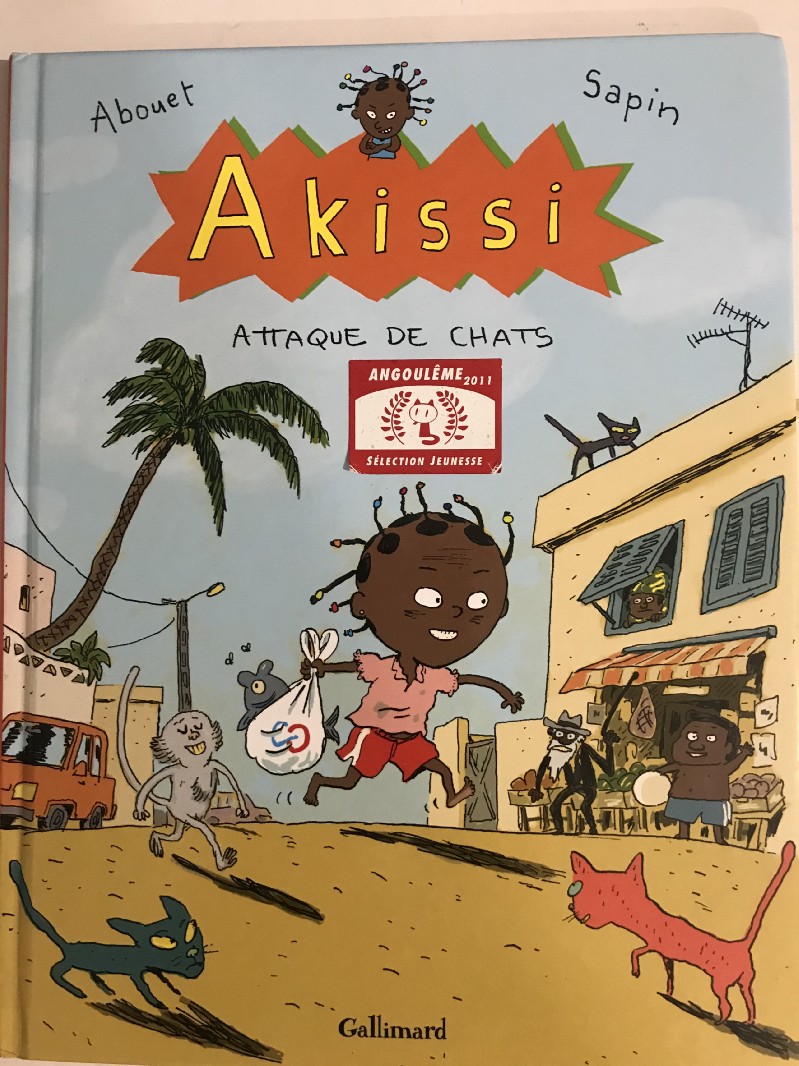 Abouet
Sapin
Akissi
ATTAQUE DE CHATS
ANGOULÊME 2011
SÉLECTION JEUNESSE
Gallimard